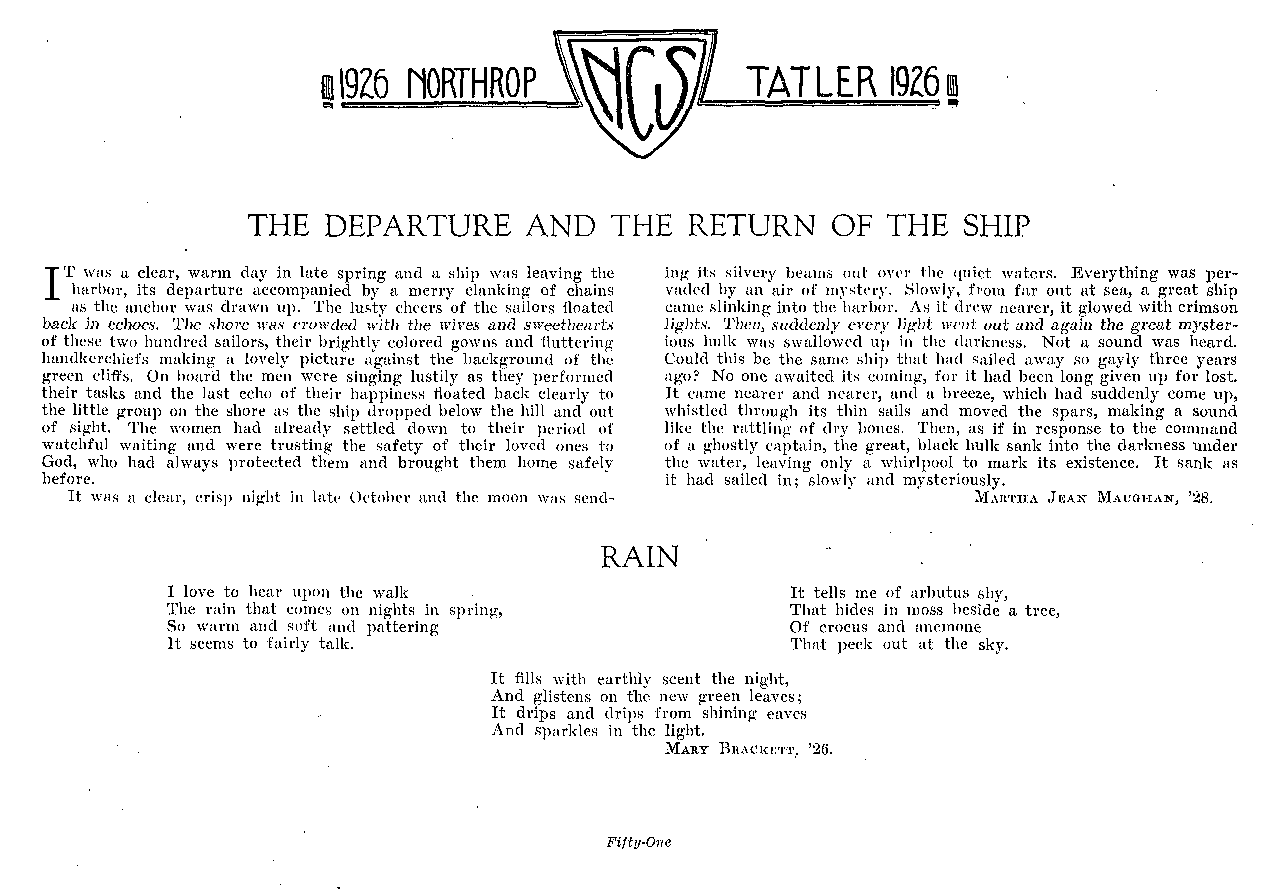 1926 NORTHROP NCS TATLER 1926
THE DEPARTURE AND THE RETURN OF THE SHIP
IT was a clear, warm day in late spring and a ship was leaving the
harbor, its departure accompanied by a merry clanking of chains
as the anchor was drawn up. The lusty cheers of the sailors floated
back in echoes. The shore was crowded with the wives and sweethearts
of these two hundred sailors, their brightly colored gowns and fluttering
handkerchiefs making a lovely picture against the background of the
green cliffs. On board the men were singing lustily as they performed
their tasks and the last echo of their happiness floated back clearly to
the little group on the shore as the ship dropped below the hill and out
of sight. The women had already settled down to their period of
watchful waiting and were trusting the safety of their loved ones to
God, who had always protected them and brought them home safely
before.
It was a clear, crisp night in late October and the moon was send-
ing its silvery beams out over the quiet waters. Everything was per-
vaded by an air of mystery. Slowly, from far out at sea, a great ship
came slinking into the harbor. As it drew nearer, it glowed with crimson
lights. Then, suddenly every light went out and again the great myster-
ious hulk was swallowed up in the darkness. Not a sound was heard.
Could this be the same ship that had sailed away so gayly three years
ago? No one awaited its coming, for it had been long given up for lost.
It came nearer and nearer, and a breeze, which had suddenly come up,
whistled through its thin sails and moved the spars, making a sound
like the rattling of dry bones. Then, as if in response to the command
of a ghostly captain, the great, black hulk sank into the darkness under
the water, leaving only a whirlpool to mark its existence. It sank as
it had sailed in; slowly and mysteriously.
MARTHA JEAN MAUGHAN, '28.
RAIN
I love to hear upon the walk
The rain that comes on nights in spring,
So warm and soft and pattering
It seems to fairly talk.
It tells me of arbutus shy,
That hides in moss beside a tree,
Of crocus and anemone
That peek out at the sky.
It fills with earthly scent the night,
And glistens on the new green leaves;
It drips and drips from shining eaves
And sparkles in the light.
MARY BRACKETT, '26.
Fifty-One